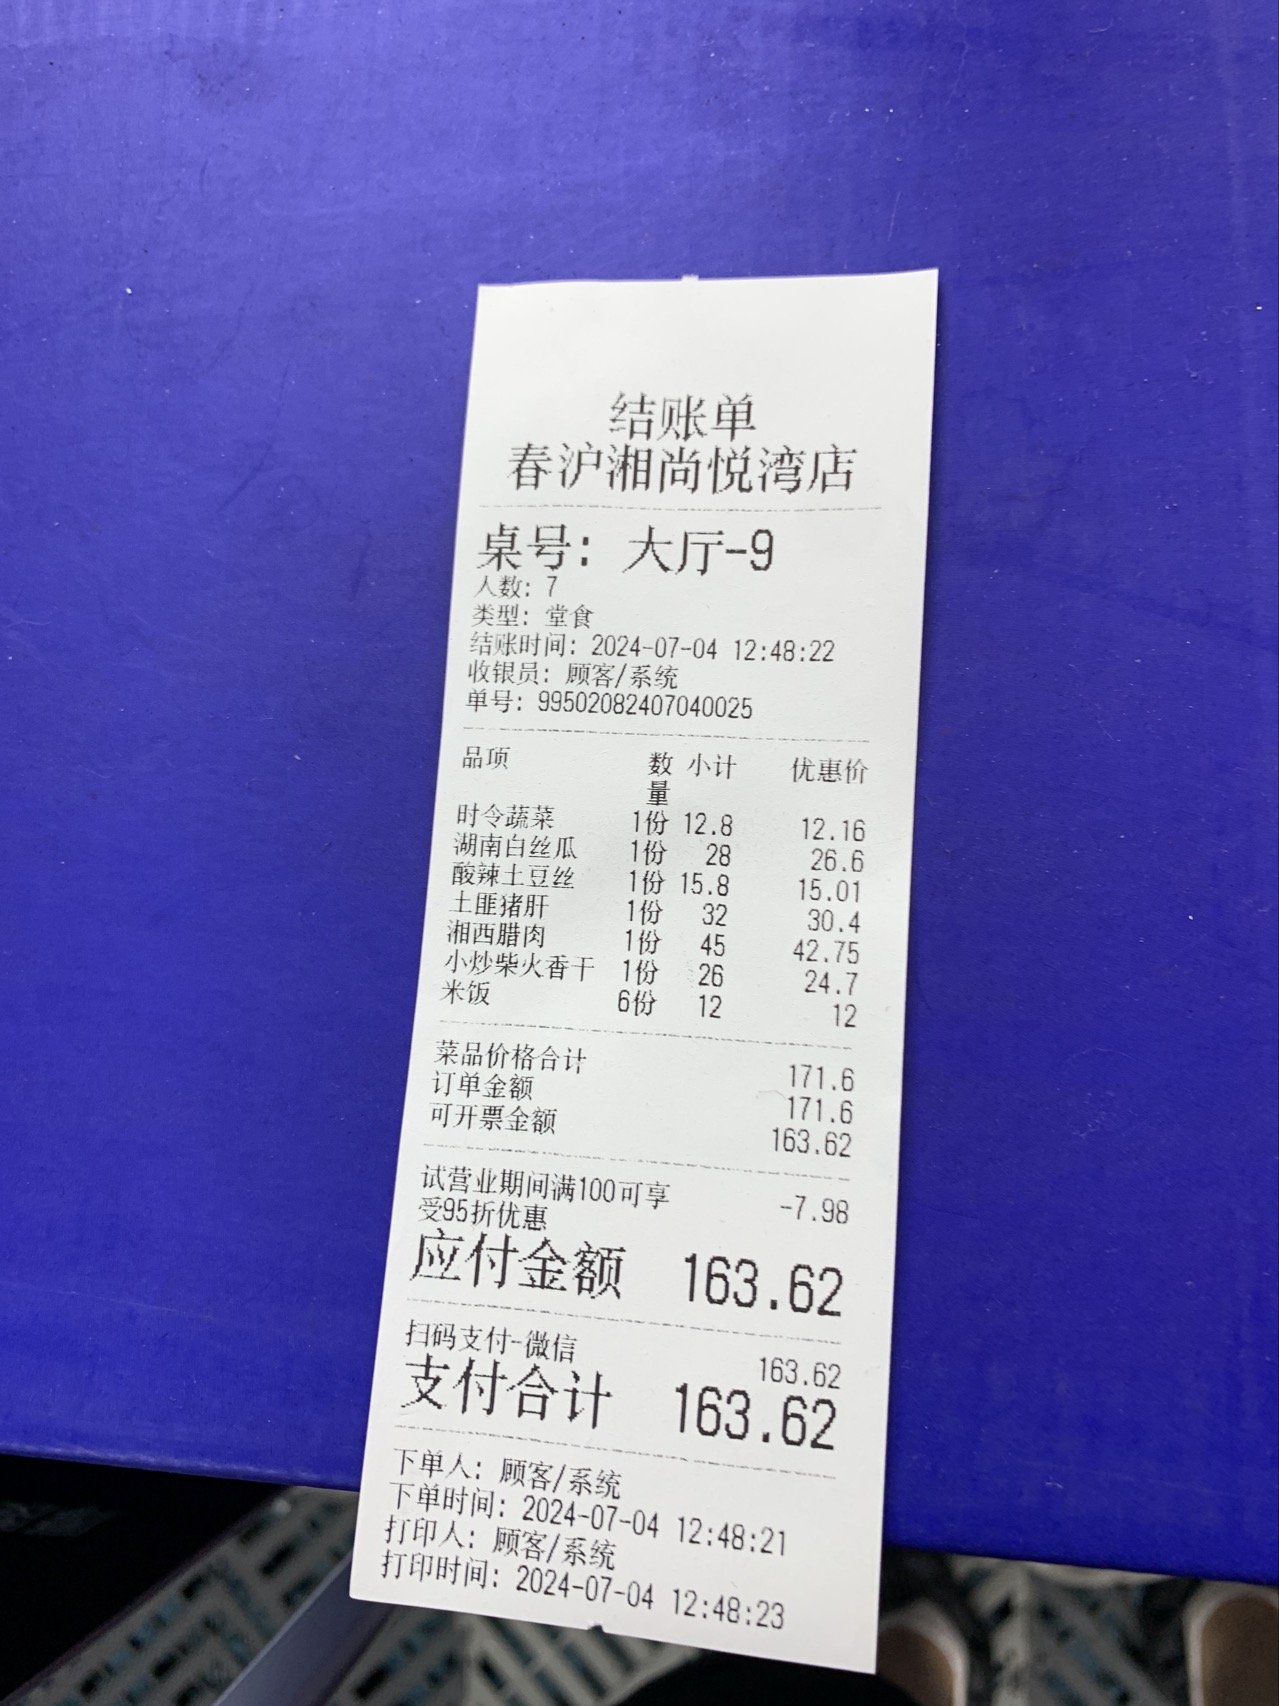 结账单
春沪湘尚悦湾店
桌号: 大厅-9
人数: 7
类型: 堂食
结账时间: 2024-07-04 12:48:22
收银员: 顾客/系统
单号: 99502082407040025
品项 数量 小计 优惠价
时令蔬菜 1份 12.8 12.16
湖南白丝瓜 1份 28 26.6
酸辣土豆丝 1份 15.8 15.01
土匪猪肝 1份 32 30.4
湘西腊肉 1份 45 42.75
小炒柴火香干 1份 26 24.7
米饭 6份 12 12
菜品价格合计 171.6
订单金额 171.6
可开票金额 163.62
试营业期间满100可享 -7.98
受95折优惠
应付金额 163.62
扫码支付-微信 163.62
支付合计 163.62
下单人: 顾客/系统
下单时间: 2024-07-04 12:48:21
打印人: 顾客/系统
打印时间: 2024-07-04 12:48:23